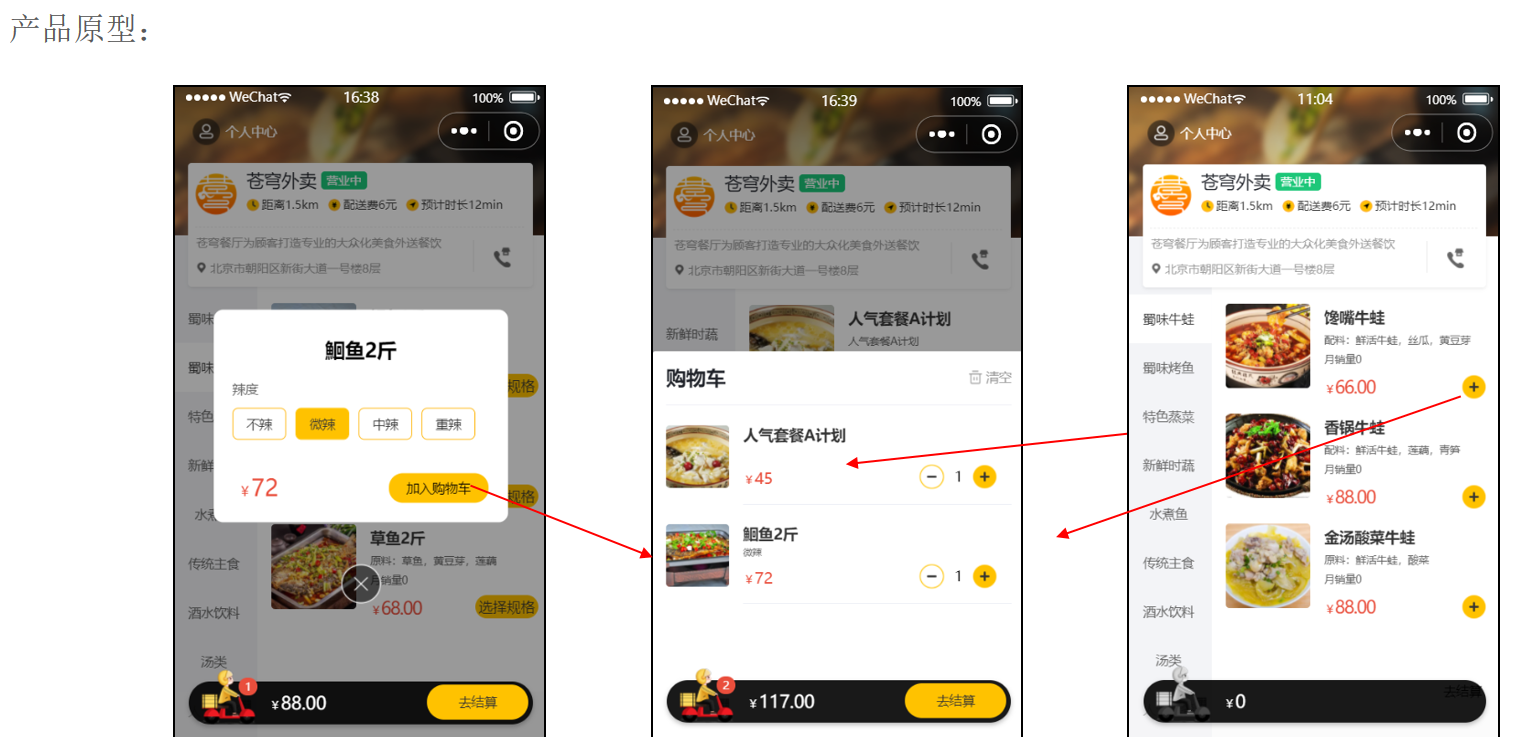 产品原型：
WeChat 16:38 100%
个人中心
苍穹外卖 营业中
距离1.5km 配送费6元 预计时长12min
苍穹餐厅为顾客打造专业的大众化美食外送餐饮
北京市朝阳区新街大道一号楼8层
蜀味
蜀味
特色
新鲜
水煮
传统主食
酒水饮料
汤类
鮰鱼2斤
辣度
不辣 微辣 中辣 重辣
¥72 加入购物车
规格
规格
草鱼2斤
原料：草鱼，黄豆芽，莲藕
月销量0
¥68.00 选择规格
1
¥88.00 去结算
WeChat 16:39 100%
个人中心
苍穹外卖 营业中
距离1.5km 配送费6元 预计时长12min
苍穹餐厅为顾客打造专业的大众化美食外送餐饮
北京市朝阳区新街大道一号楼8层
新鲜时蔬
人气套餐A计划
人气套餐A计划
购物车 清空
人气套餐A计划
¥45 1
鮰鱼2斤
微辣
¥72 1
2
¥117.00 去结算
WeChat 11:04 100%
个人中心
苍穹外卖 营业中
距离1.5km 配送费6元 预计时长12min
苍穹餐厅为顾客打造专业的大众化美食外送餐饮
北京市朝阳区新街大道一号楼8层
蜀味牛蛙
蜀味烤鱼
特色蒸菜
新鲜时蔬
水煮鱼
传统主食
酒水饮料
汤类
馋嘴牛蛙
配料：鲜活牛蛙，丝瓜，黄豆芽
月销量0
¥66.00
香锅牛蛙
配料：鲜活牛蛙，莲藕，青笋
月销量0
¥88.00
金汤酸菜牛蛙
原料：鲜活牛蛙，酸菜
月销量0
¥88.00
¥0 去结算